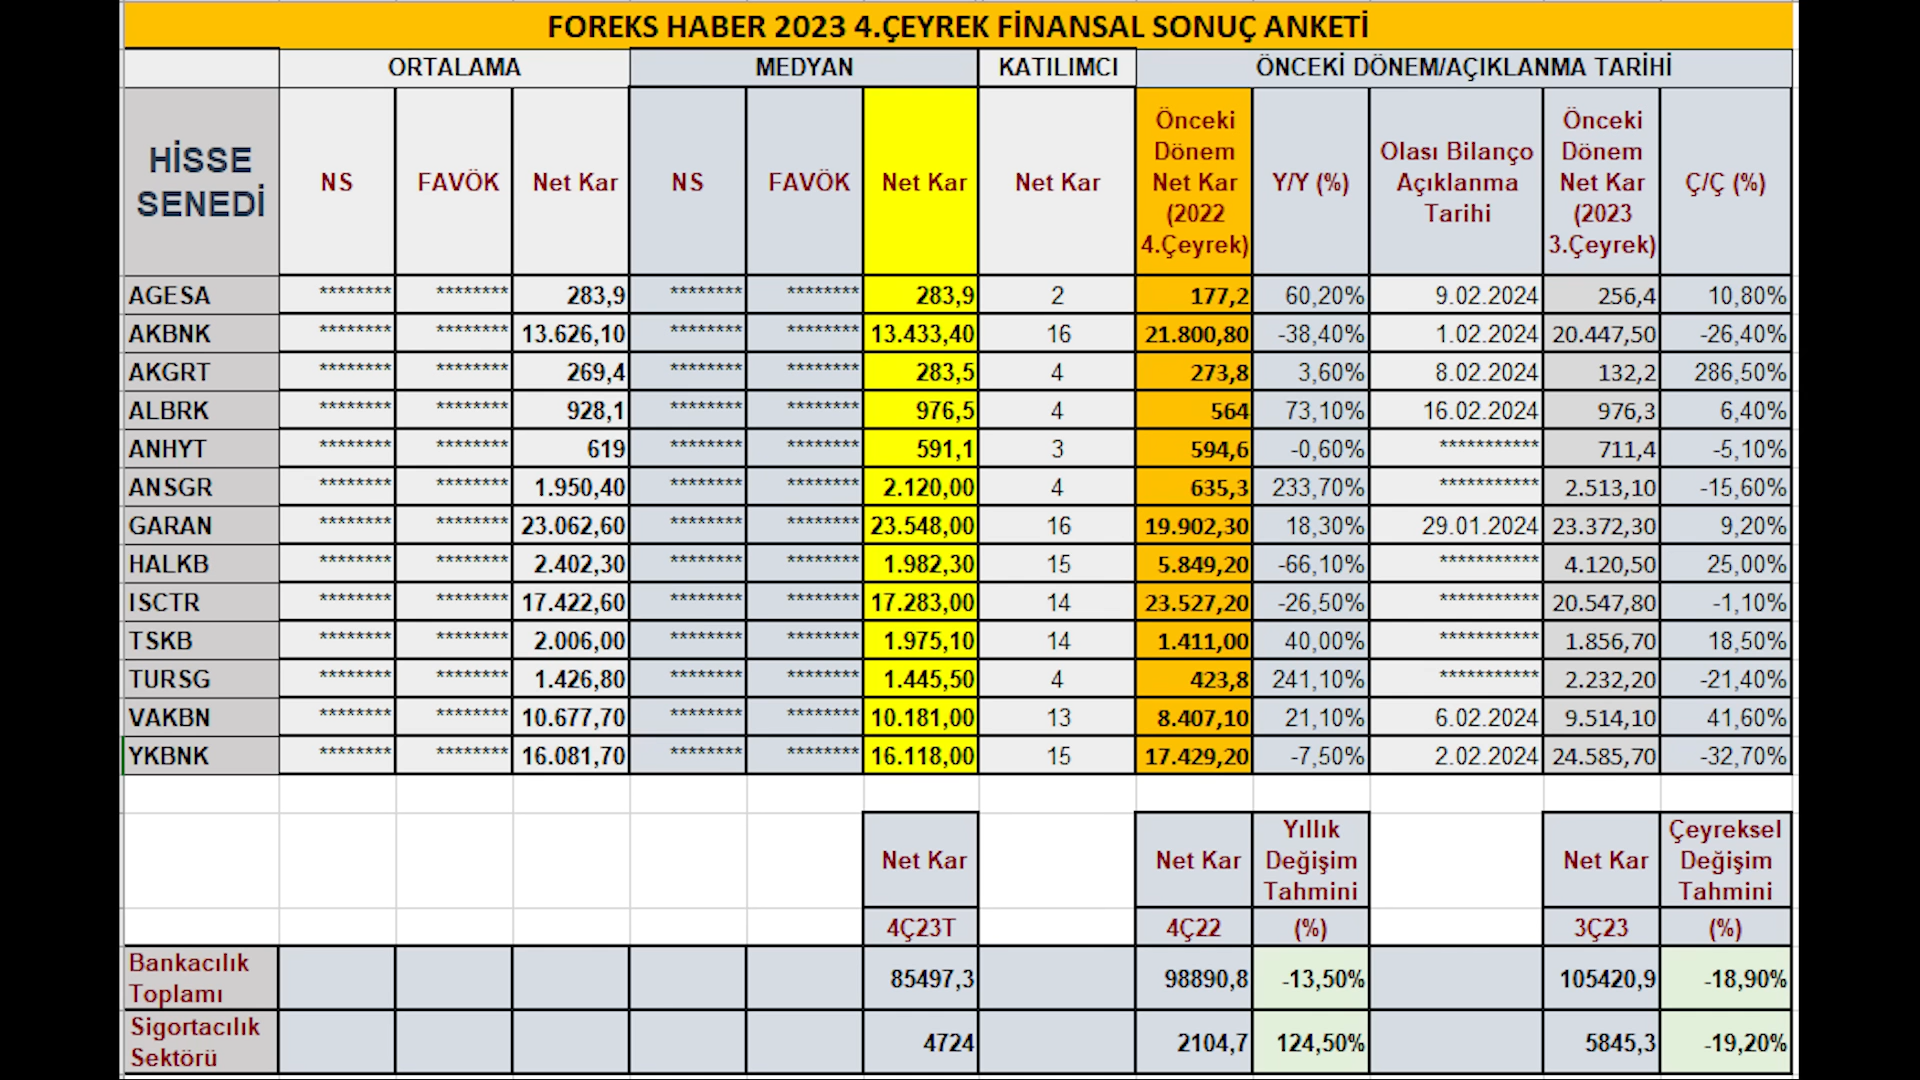 FOREKS HABER 2023 4.ÇEYREK FİNANSAL SONUÇ ANKETİ
ORTALAMA MEDYAN KATILIMCI ÖNCEKİ DÖNEM/AÇIKLANMA TARİHİ
HİSSE
SENEDİ
NS FAVÖK Net Kar NS FAVÖK Net Kar Net Kar
Önceki
Dönem
Net Kar
(2022
4.Çeyrek)
Y/Y (%)
Olası Bilanço
Açıklanma
Tarihi
Önceki
Dönem
Net Kar
(2023
3.Çeyrek)
Ç/Ç (%)
AGESA ******** ******** 283,9 ******** ******** 283,9 2 177,2 60,20% 9.02.2024 256,4 10,80%
AKBNK ******** ******** 13.626,10 ******** ******** 13.433,40 16 21.800,80 -38,40% 1.02.2024 20.447,50 -26,40%
AKGRT ******** ******** 269,4 ******** ******** 283,5 4 273,8 3,60% 8.02.2024 132,2 286,50%
ALBRK ******** ******** 928,1 ******** ******** 976,5 4 564 73,10% 16.02.2024 976,3 6,40%
ANHYT ******** ******** 619 ******** ******** 591,1 3 594,6 -0,60% *********** 711,4 -5,10%
ANSGR ******** ******** 1.950,40 ******** ******** 2.120,00 4 635,3 233,70% *********** 2.513,10 -15,60%
GARAN ******** ******** 23.062,60 ******** ******** 23.548,00 16 19.902,30 18,30% 29.01.2024 23.372,30 9,20%
HALKB ******** ******** 2.402,30 ******** ******** 1.982,30 15 5.849,20 -66,10% *********** 4.120,50 25,00%
ISCTR ******** ******** 17.422,60 ******** ******** 17.283,00 14 23.527,20 -26,50% *********** 20.547,80 -1,10%
TSKB ******** ******** 2.006,00 ******** ******** 1.975,10 14 1.411,00 40,00% *********** 1.856,70 18,50%
TURSG ******** ******** 1.426,80 ******** ******** 1.445,50 4 423,8 241,10% *********** 2.232,20 -21,40%
VAKBN ******** ******** 10.677,70 ******** ******** 10.181,00 13 8.407,10 21,10% 6.02.2024 9.514,10 41,60%
YKBNK ******** ******** 16.081,70 ******** ******** 16.118,00 15 17.429,20 -7,50% 2.02.2024 24.585,70 -32,70%
Net Kar
Net Kar
Yıllık
Değişim
Tahmini
Net Kar
Çeyreksel
Değişim
Tahmini
4Ç23T 4Ç22 (%) 3Ç23 (%)
Bankacılık
Toplamı
85497,3 98890,8 -13,50% 105420,9 -18,90%
Sigortacılık
Sektörü
4724 2104,7 124,50% 5845,3 -19,20%